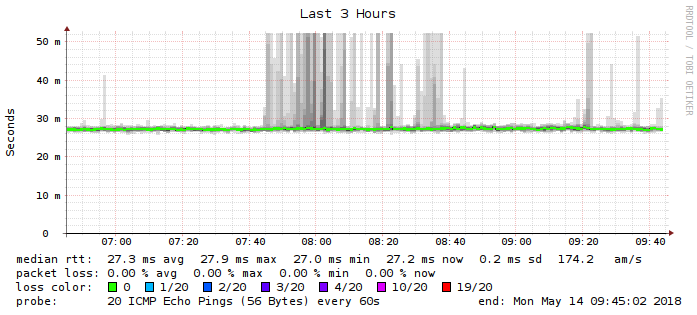 Last 3 Hours
RRDTOOL / TOBI OETIKER
Seconds
50 m
40 m
30 m
20 m
10 m
0
07:00 07:20 07:40 08:00 08:20 08:40 09:00 09:20 09:40
median rtt: 27.3 ms avg 27.9 ms max 27.0 ms min 27.2 ms now 0.2 ms sd 174.2 am/s
packet loss: 0.00 % avg 0.00 % max 0.00 % min 0.00 % now
loss color: 0 1/20 2/20 3/20 4/20 10/20 19/20
probe: 20 ICMP Echo Pings (56 Bytes) every 60s end: Mon May 14 09:45:02 2018